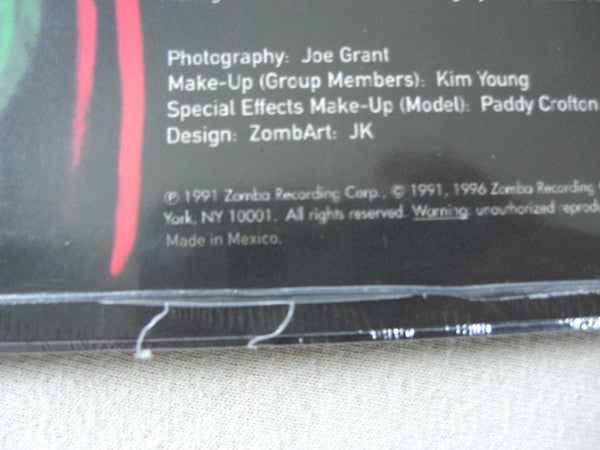 Photography: Joe Grant
Make-Up (Group Members): Kim Young
Special Effects Make-Up (Model): Paddy Crofton
Design: ZombArt: JK
℗ 1991 Zomba Recording Corp., © 1991, 1996 Zomba Recording
York, NY 10001. All rights reserved. Warning: unauthorized
Made in Mexico.